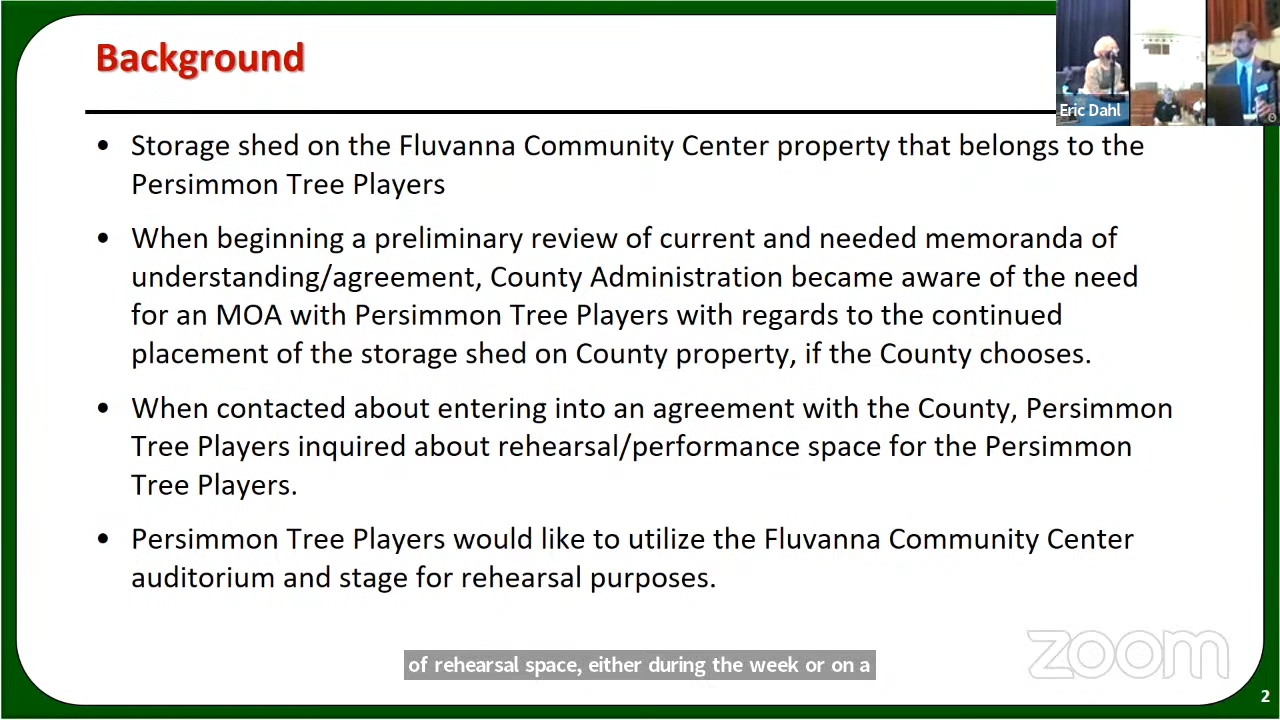 Background
Eric Dahl
• Storage shed on the Fluvanna Community Center property that belongs to the
Persimmon Tree Players
• When beginning a preliminary review of current and needed memoranda of
understanding/agreement, County Administration became aware of the need
for an MOA with Persimmon Tree Players with regards to the continued
placement of the storage shed on County property, if the County chooses.
• When contacted about entering into an agreement with the County, Persimmon
Tree Players inquired about rehearsal/performance space for the Persimmon
Tree Players.
• Persimmon Tree Players would like to utilize the Fluvanna Community Center
auditorium and stage for rehearsal purposes.
zoom
of rehearsal space, either during the week or on a
2